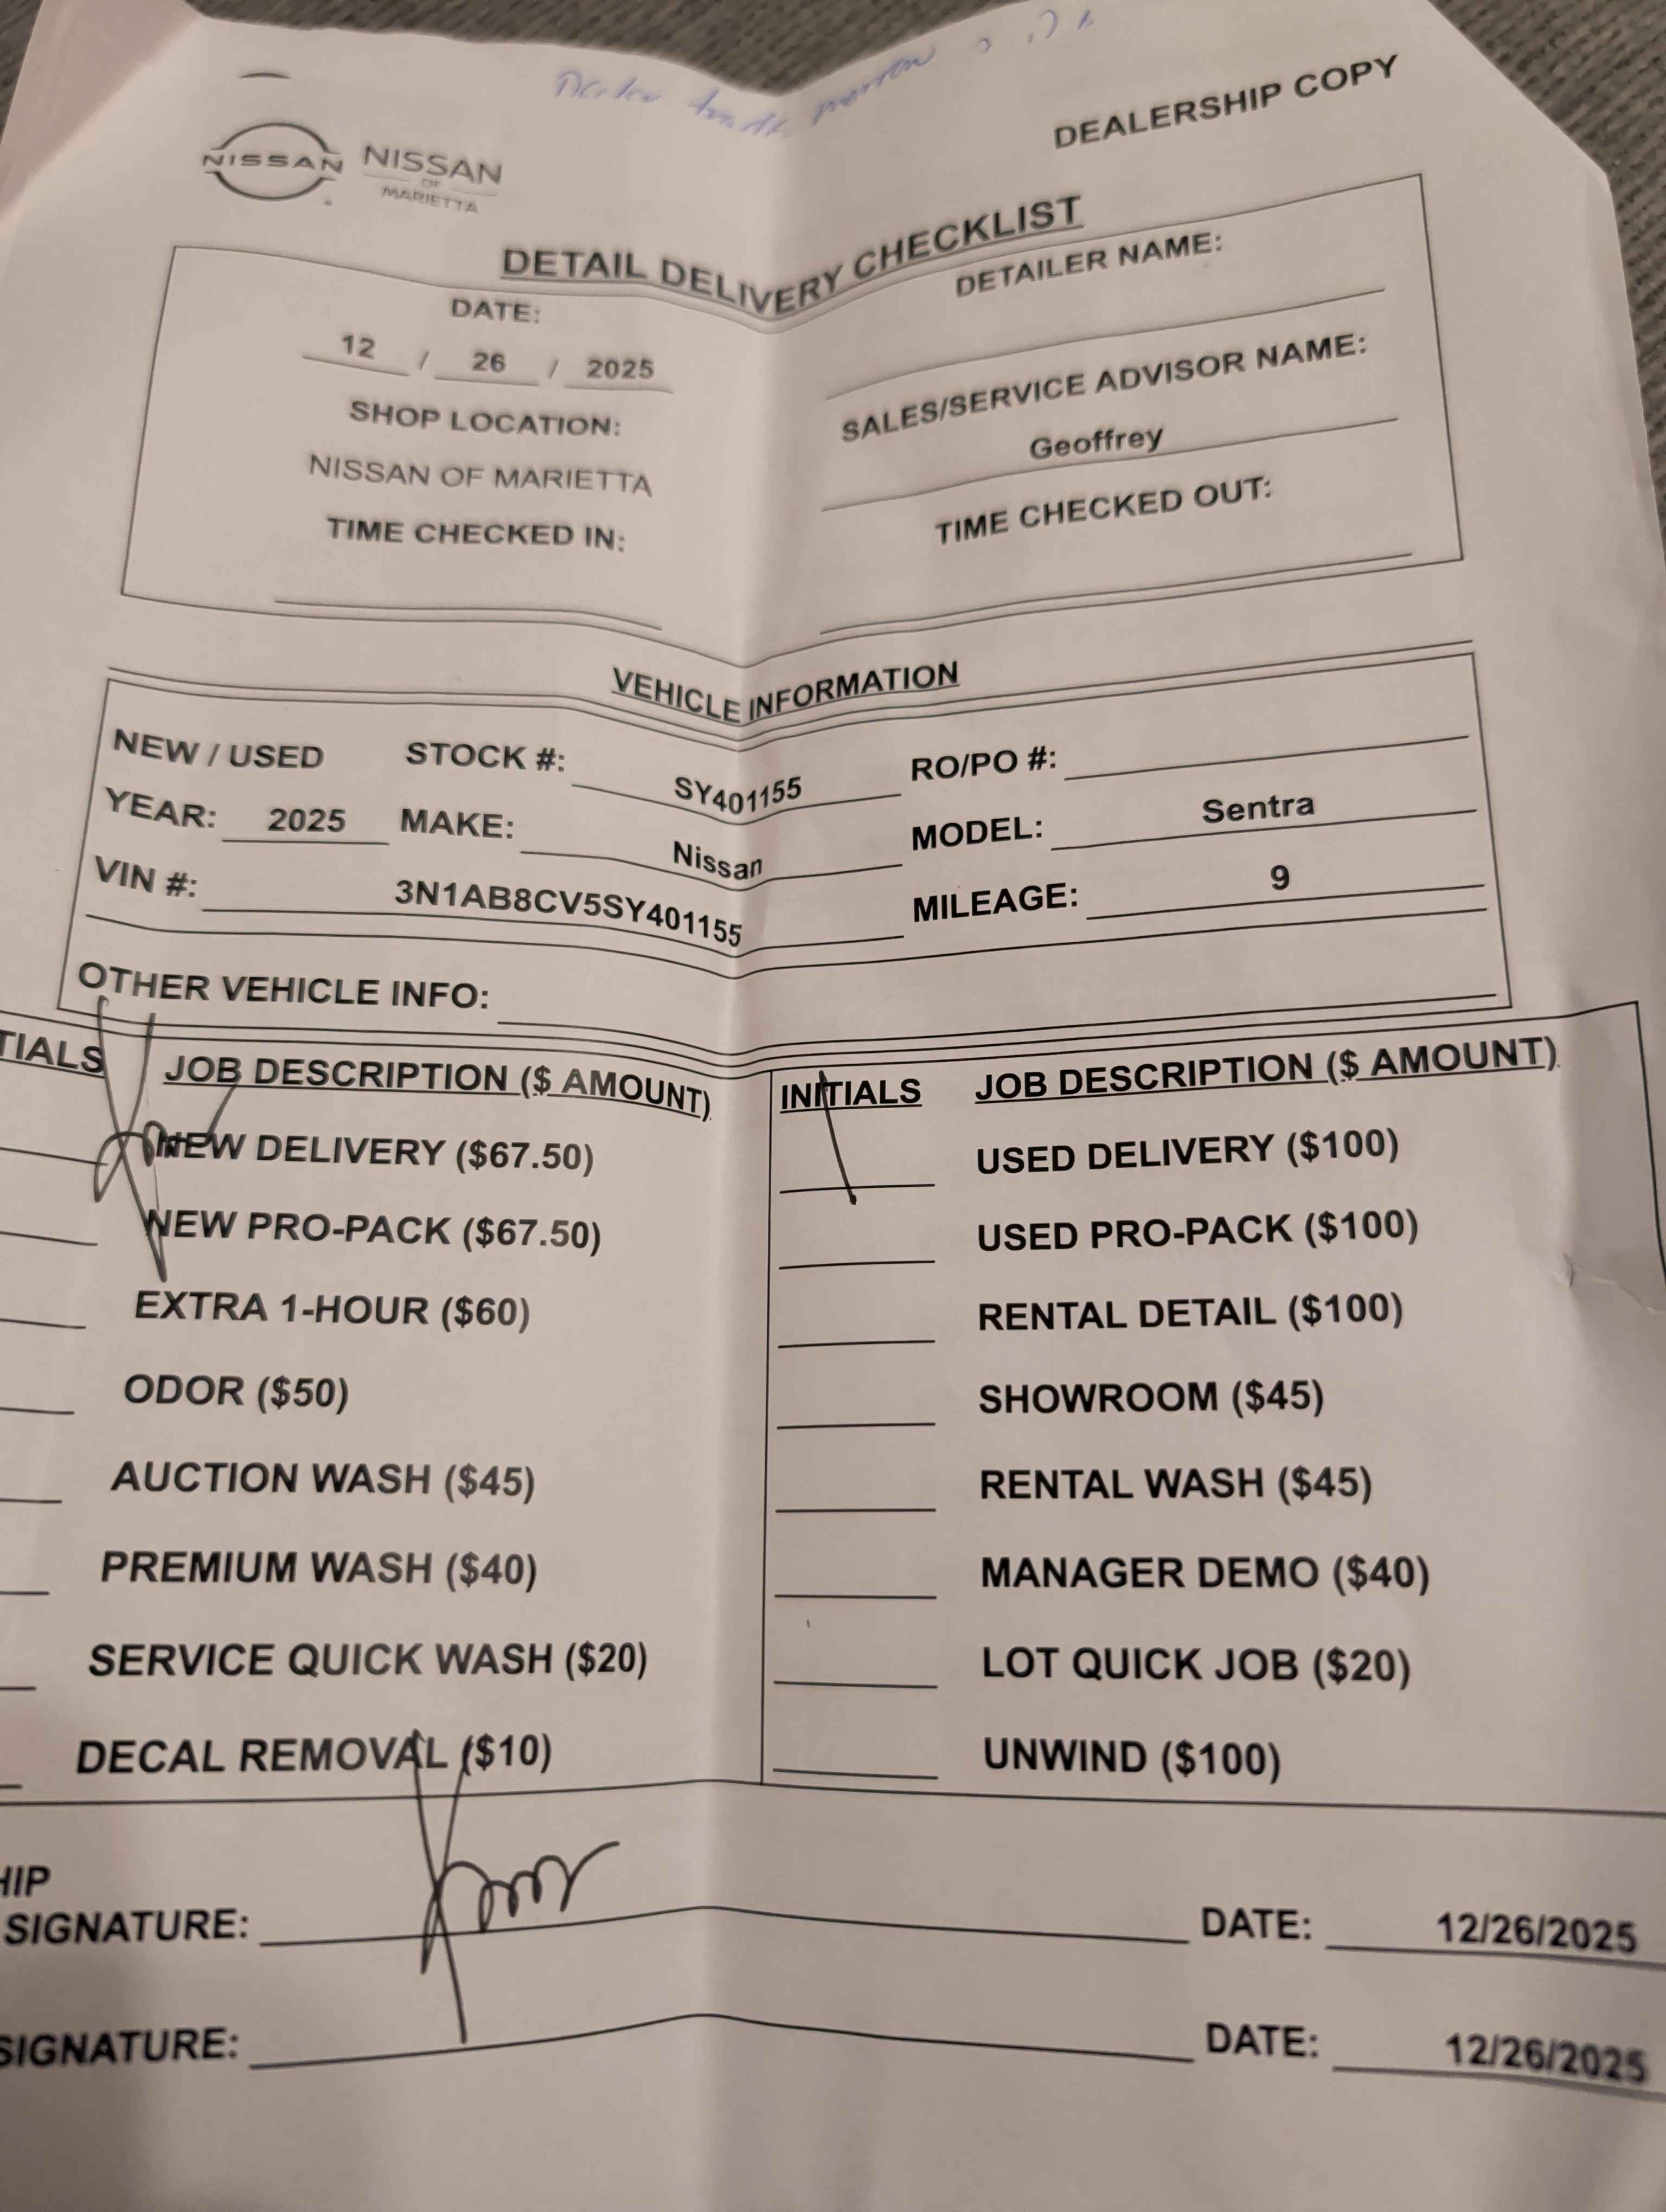 DEALERSHIP COPY
NISSAN
NISSAN
OF
MARIETTA
DETAIL DELIVERY CHECKLIST
DATE:
12 / 26 / 2025
SHOP LOCATION:
NISSAN OF MARIETTA
TIME CHECKED IN:
DETAILER NAME:
SALES/SERVICE ADVISOR NAME:
Geoffrey
TIME CHECKED OUT:
VEHICLE INFORMATION
NEW / USED STOCK #: SY401155 RO/PO #:
YEAR: 2025 MAKE: Nissan MODEL: Sentra
VIN #: 3N1AB8CV5SY401155 MILEAGE: 9
OTHER VEHICLE INFO:
TIALS JOB DESCRIPTION ($ AMOUNT)
NEW DELIVERY ($67.50)
NEW PRO-PACK ($67.50)
EXTRA 1-HOUR ($60)
ODOR ($50)
AUCTION WASH ($45)
PREMIUM WASH ($40)
SERVICE QUICK WASH ($20)
DECAL REMOVAL ($10)
INITIALS JOB DESCRIPTION ($ AMOUNT)
USED DELIVERY ($100)
USED PRO-PACK ($100)
RENTAL DETAIL ($100)
SHOWROOM ($45)
RENTAL WASH ($45)
MANAGER DEMO ($40)
LOT QUICK JOB ($20)
UNWIND ($100)
HIP
SIGNATURE: DATE: 12/26/2025
SIGNATURE: DATE: 12/26/2025